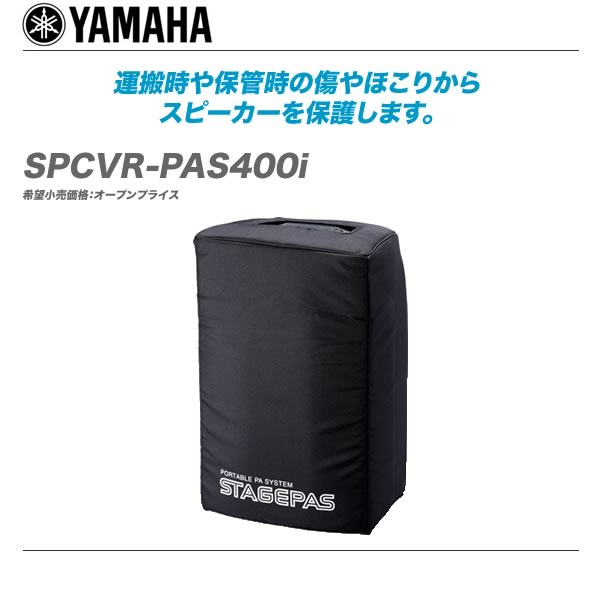 YAMAHA
運搬時や保管時の傷やほこりから
スピーカーを保護します。
SPCVR-PAS400i
希望小売価格：オープンプライス
PORTABLE PA SYSTEM
STAGEPAS